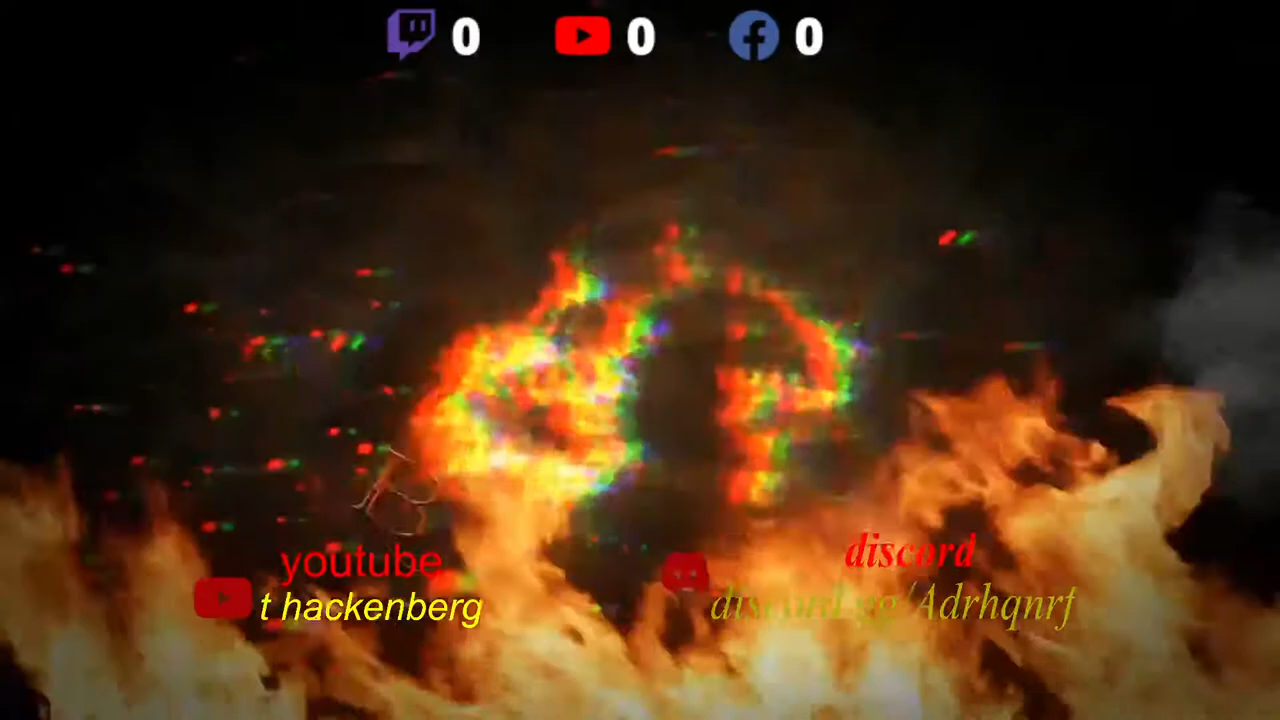 0 0 0
youtube
t hackenberg
discord
discord.gg/Adrhqnrf